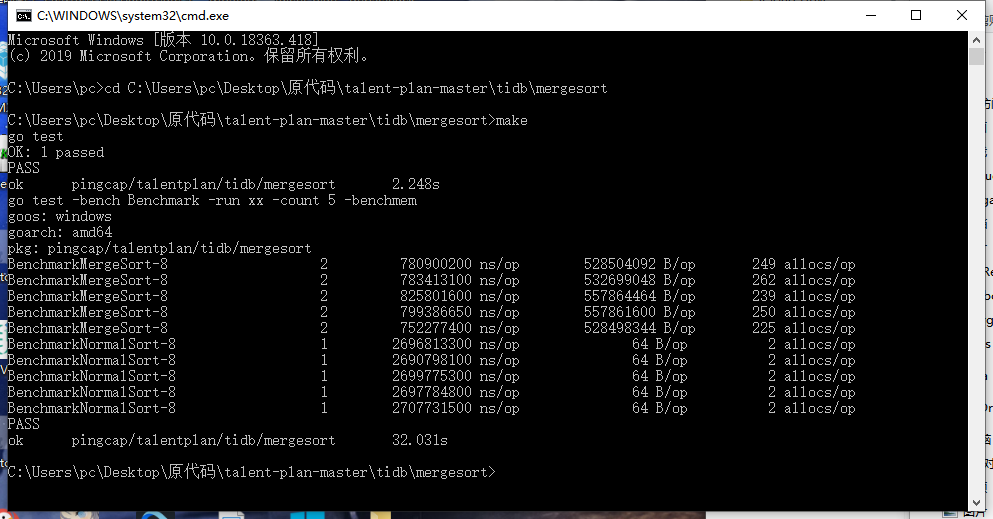 C:\WINDOWS\system32\cmd.exe
Microsoft Windows [版本 10.0.18363.418]
(c) 2019 Microsoft Corporation。保留所有权利。
C:\Users\pc>cd C:\Users\pc\Desktop\原代码\talent-plan-master\tidb\mergesort
C:\Users\pc\Desktop\原代码\talent-plan-master\tidb\mergesort>make
go test
OK: 1 passed
PASS
ok pingcap/talentplan/tidb/mergesort 2.248s
go test -bench Benchmark -run xx -count 5 -benchmem
goos: windows
goarch: amd64
pkg: pingcap/talentplan/tidb/mergesort
BenchmarkMergeSort-8 2 780900200 ns/op 528504092 B/op 249 allocs/op
BenchmarkMergeSort-8 2 783413100 ns/op 532699048 B/op 262 allocs/op
BenchmarkMergeSort-8 2 825801600 ns/op 557864464 B/op 239 allocs/op
BenchmarkMergeSort-8 2 799386650 ns/op 557861600 B/op 250 allocs/op
BenchmarkMergeSort-8 2 752277400 ns/op 528498344 B/op 225 allocs/op
BenchmarkNormalSort-8 1 2696813300 ns/op 64 B/op 2 allocs/op
BenchmarkNormalSort-8 1 2690798100 ns/op 64 B/op 2 allocs/op
BenchmarkNormalSort-8 1 2699775300 ns/op 64 B/op 2 allocs/op
BenchmarkNormalSort-8 1 2697784800 ns/op 64 B/op 2 allocs/op
BenchmarkNormalSort-8 1 2707731500 ns/op 64 B/op 2 allocs/op
PASS
ok pingcap/talentplan/tidb/mergesort 32.031s
C:\Users\pc\Desktop\原代码\talent-plan-master\tidb\mergesort>